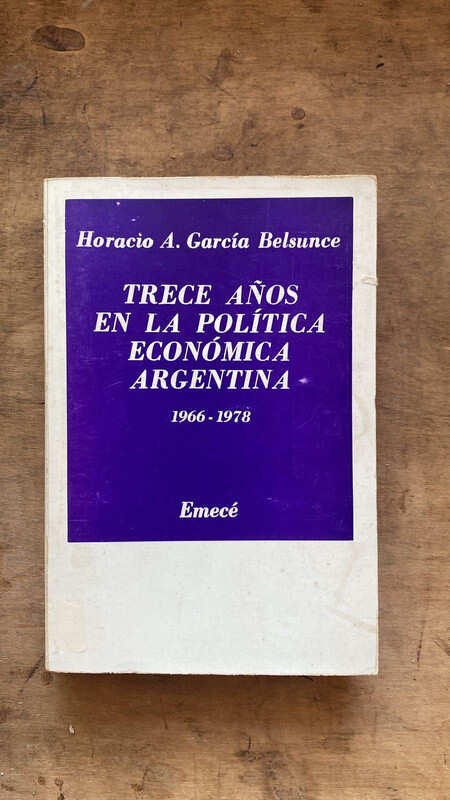 Horacio A. García Belsunce
TRECE AÑOS
EN LA POLÍTICA
ECONÓMICA
ARGENTINA
1966 - 1978
Emecé